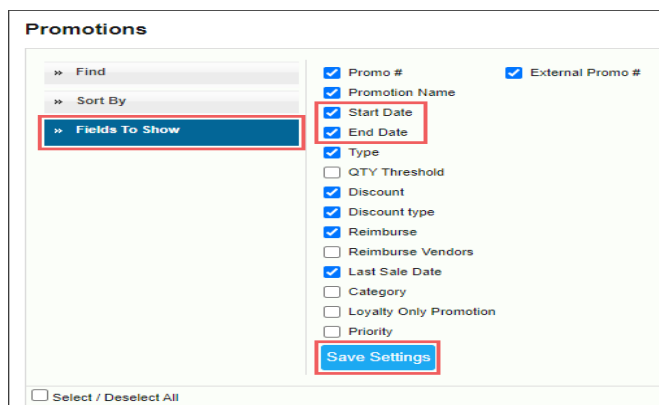 Promotions
» Find
» Sort By
» Fields To Show
Promo #
External Promo #
Promotion Name
Start Date
End Date
Type
QTY Threshold
Discount
Discount type
Reimburse
Reimburse Vendors
Last Sale Date
Category
Loyalty Only Promotion
Priority
Save Settings
Select / Deselect All